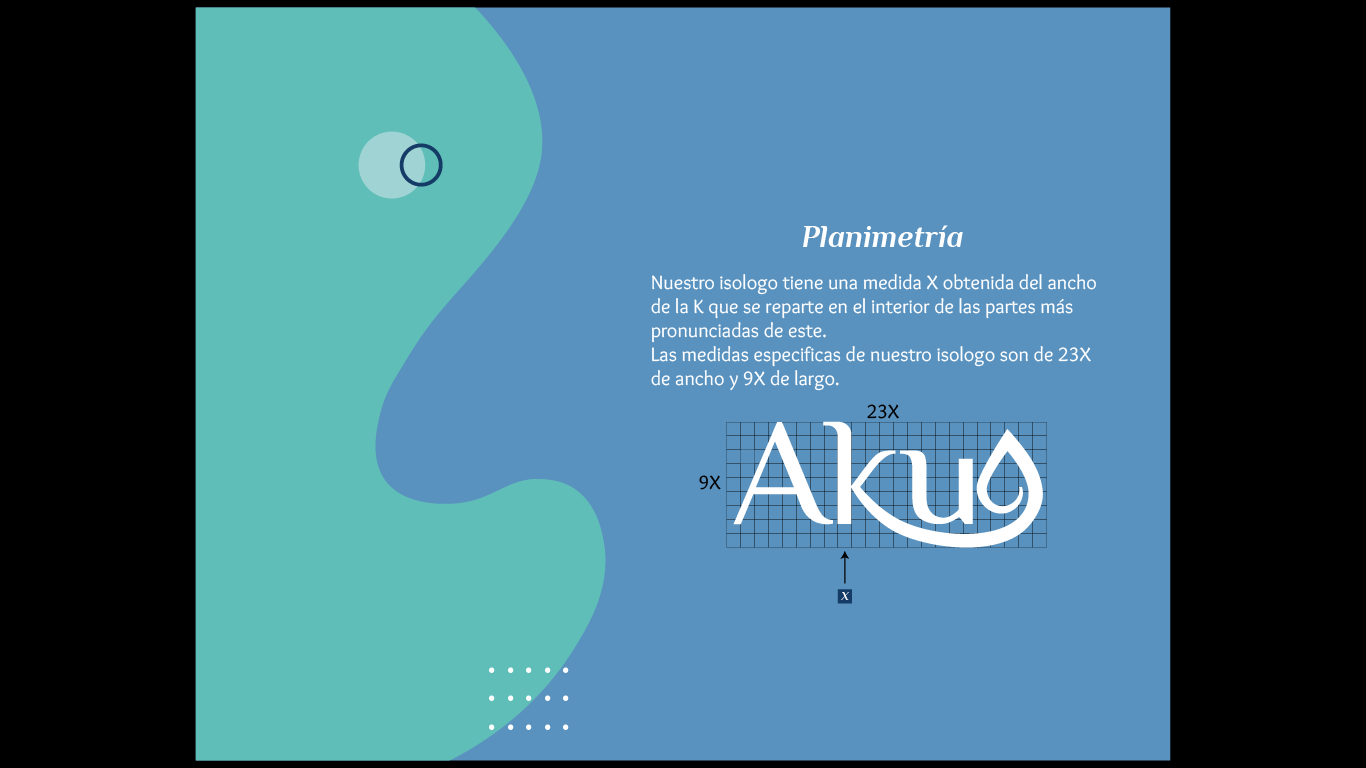 Planimetría
Nuestro isologo tiene una medida X obtenida del ancho
de la K que se reparte en el interior de las partes más
pronunciadas de este.
Las medidas especificas de nuestro isologo son de 23X
de ancho y 9X de largo.
23X
9X
Aku
X